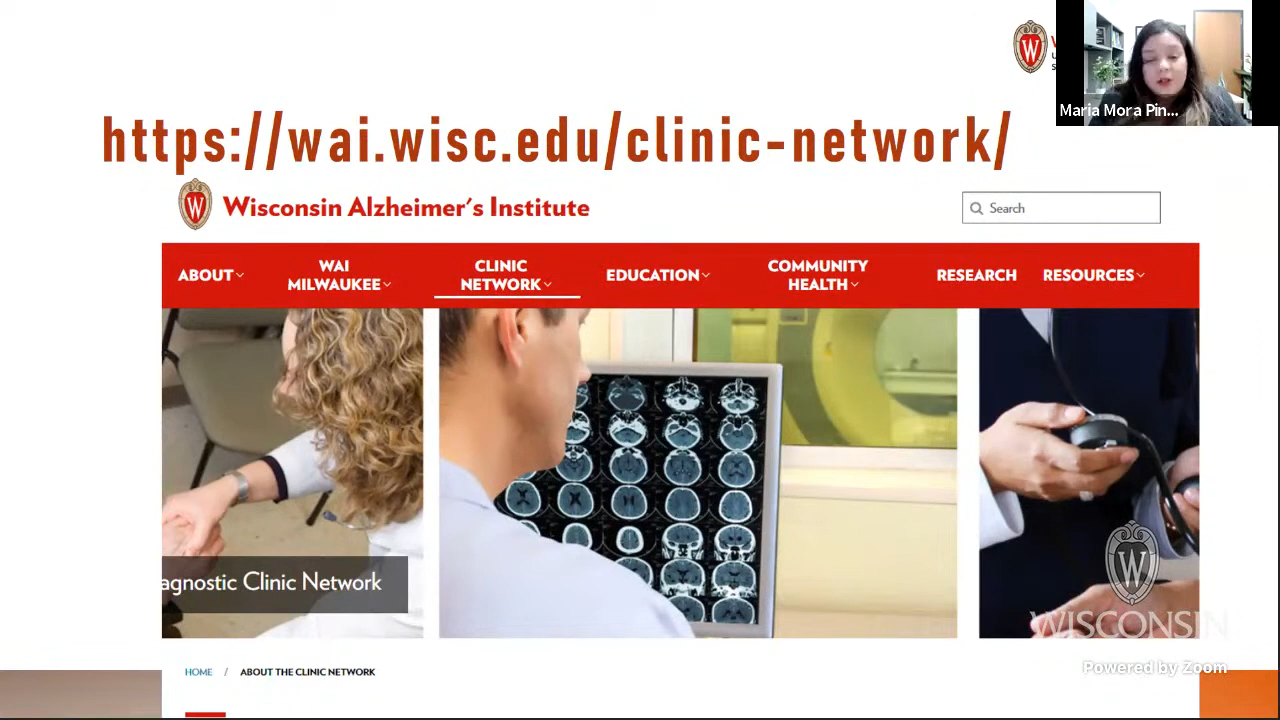 W
Maria Mora Pin...
https://wai.wisc.edu/clinic-network/
W
Wisconsin Alzheimer's Institute
Search
ABOUT
WAI
MILWAUKEE
CLINIC
NETWORK
EDUCATION
COMMUNITY
HEALTH
RESEARCH
RESOURCES
agnostic Clinic Network
W
WISCONSIN
Powered by Zoom
HOME / ABOUT THE CLINIC NETWORK